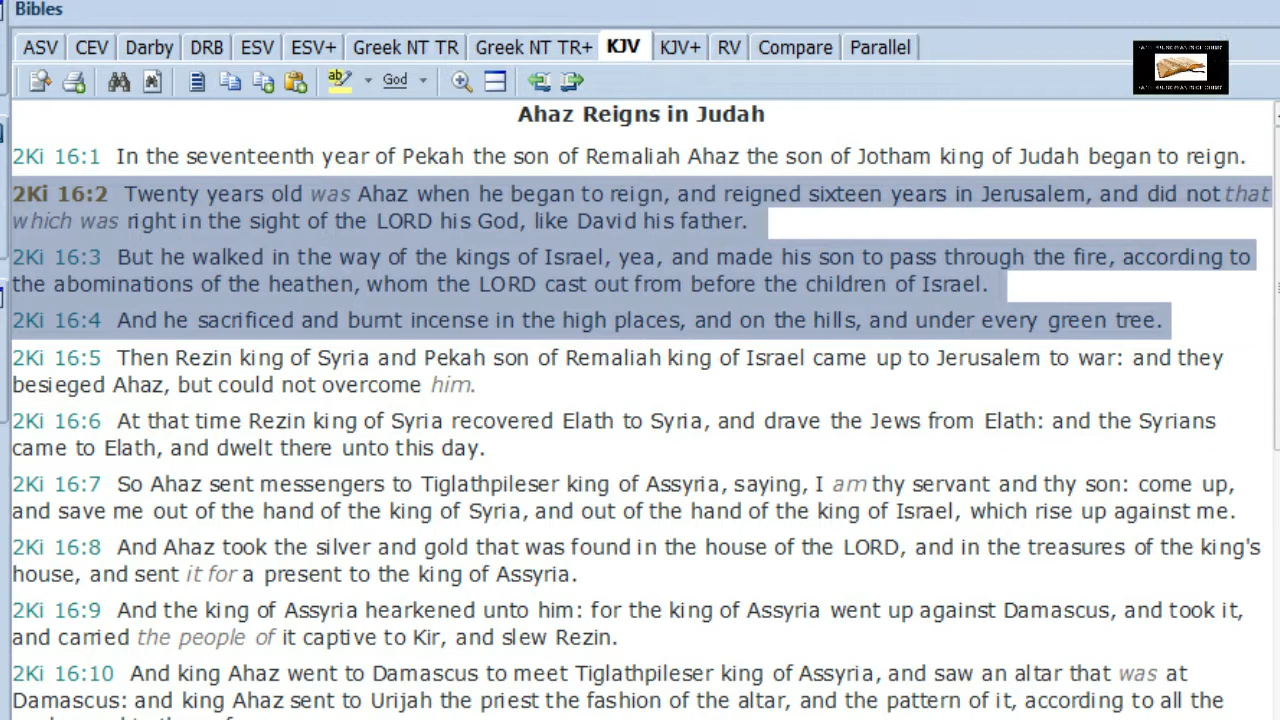 Bibles
ASV CEV Darby DRB ESV ESV+ Greek NT TR Greek NT TR+ KJV KJV+ RV Compare Parallel
ab God
Ahaz Reigns in Judah
2Ki 16:1 In the seventeenth year of Pekah the son of Remaliah Ahaz the son of Jotham king of Judah began to reign.
2Ki 16:2 Twenty years old was Ahaz when he began to reign, and reigned sixteen years in Jerusalem, and did not that
which was right in the sight of the LORD his God, like David his father.
2Ki 16:3 But he walked in the way of the kings of Israel, yea, and made his son to pass through the fire, according to
the abominations of the heathen, whom the LORD cast out from before the children of Israel.
2Ki 16:4 And he sacrificed and burnt incense in the high places, and on the hills, and under every green tree.
2Ki 16:5 Then Rezin king of Syria and Pekah son of Remaliah king of Israel came up to Jerusalem to war: and they
besieged Ahaz, but could not overcome him.
2Ki 16:6 At that time Rezin king of Syria recovered Elath to Syria, and drave the Jews from Elath: and the Syrians
came to Elath, and dwelt there unto this day.
2Ki 16:7 So Ahaz sent messengers to Tiglathpileser king of Assyria, saying, I am thy servant and thy son: come up,
and save me out of the hand of the king of Syria, and out of the hand of the king of Israel, which rise up against me.
2Ki 16:8 And Ahaz took the silver and gold that was found in the house of the LORD, and in the treasures of the king's
house, and sent it for a present to the king of Assyria.
2Ki 16:9 And the king of Assyria hearkened unto him: for the king of Assyria went up against Damascus, and took it,
and carried the people of it captive to Kir, and slew Rezin.
2Ki 16:10 And king Ahaz went to Damascus to meet Tiglathpileser king of Assyria, and saw an altar that was at
Damascus: and king Ahaz sent to Urijah the priest the fashion of the altar, and the pattern of it, according to all the